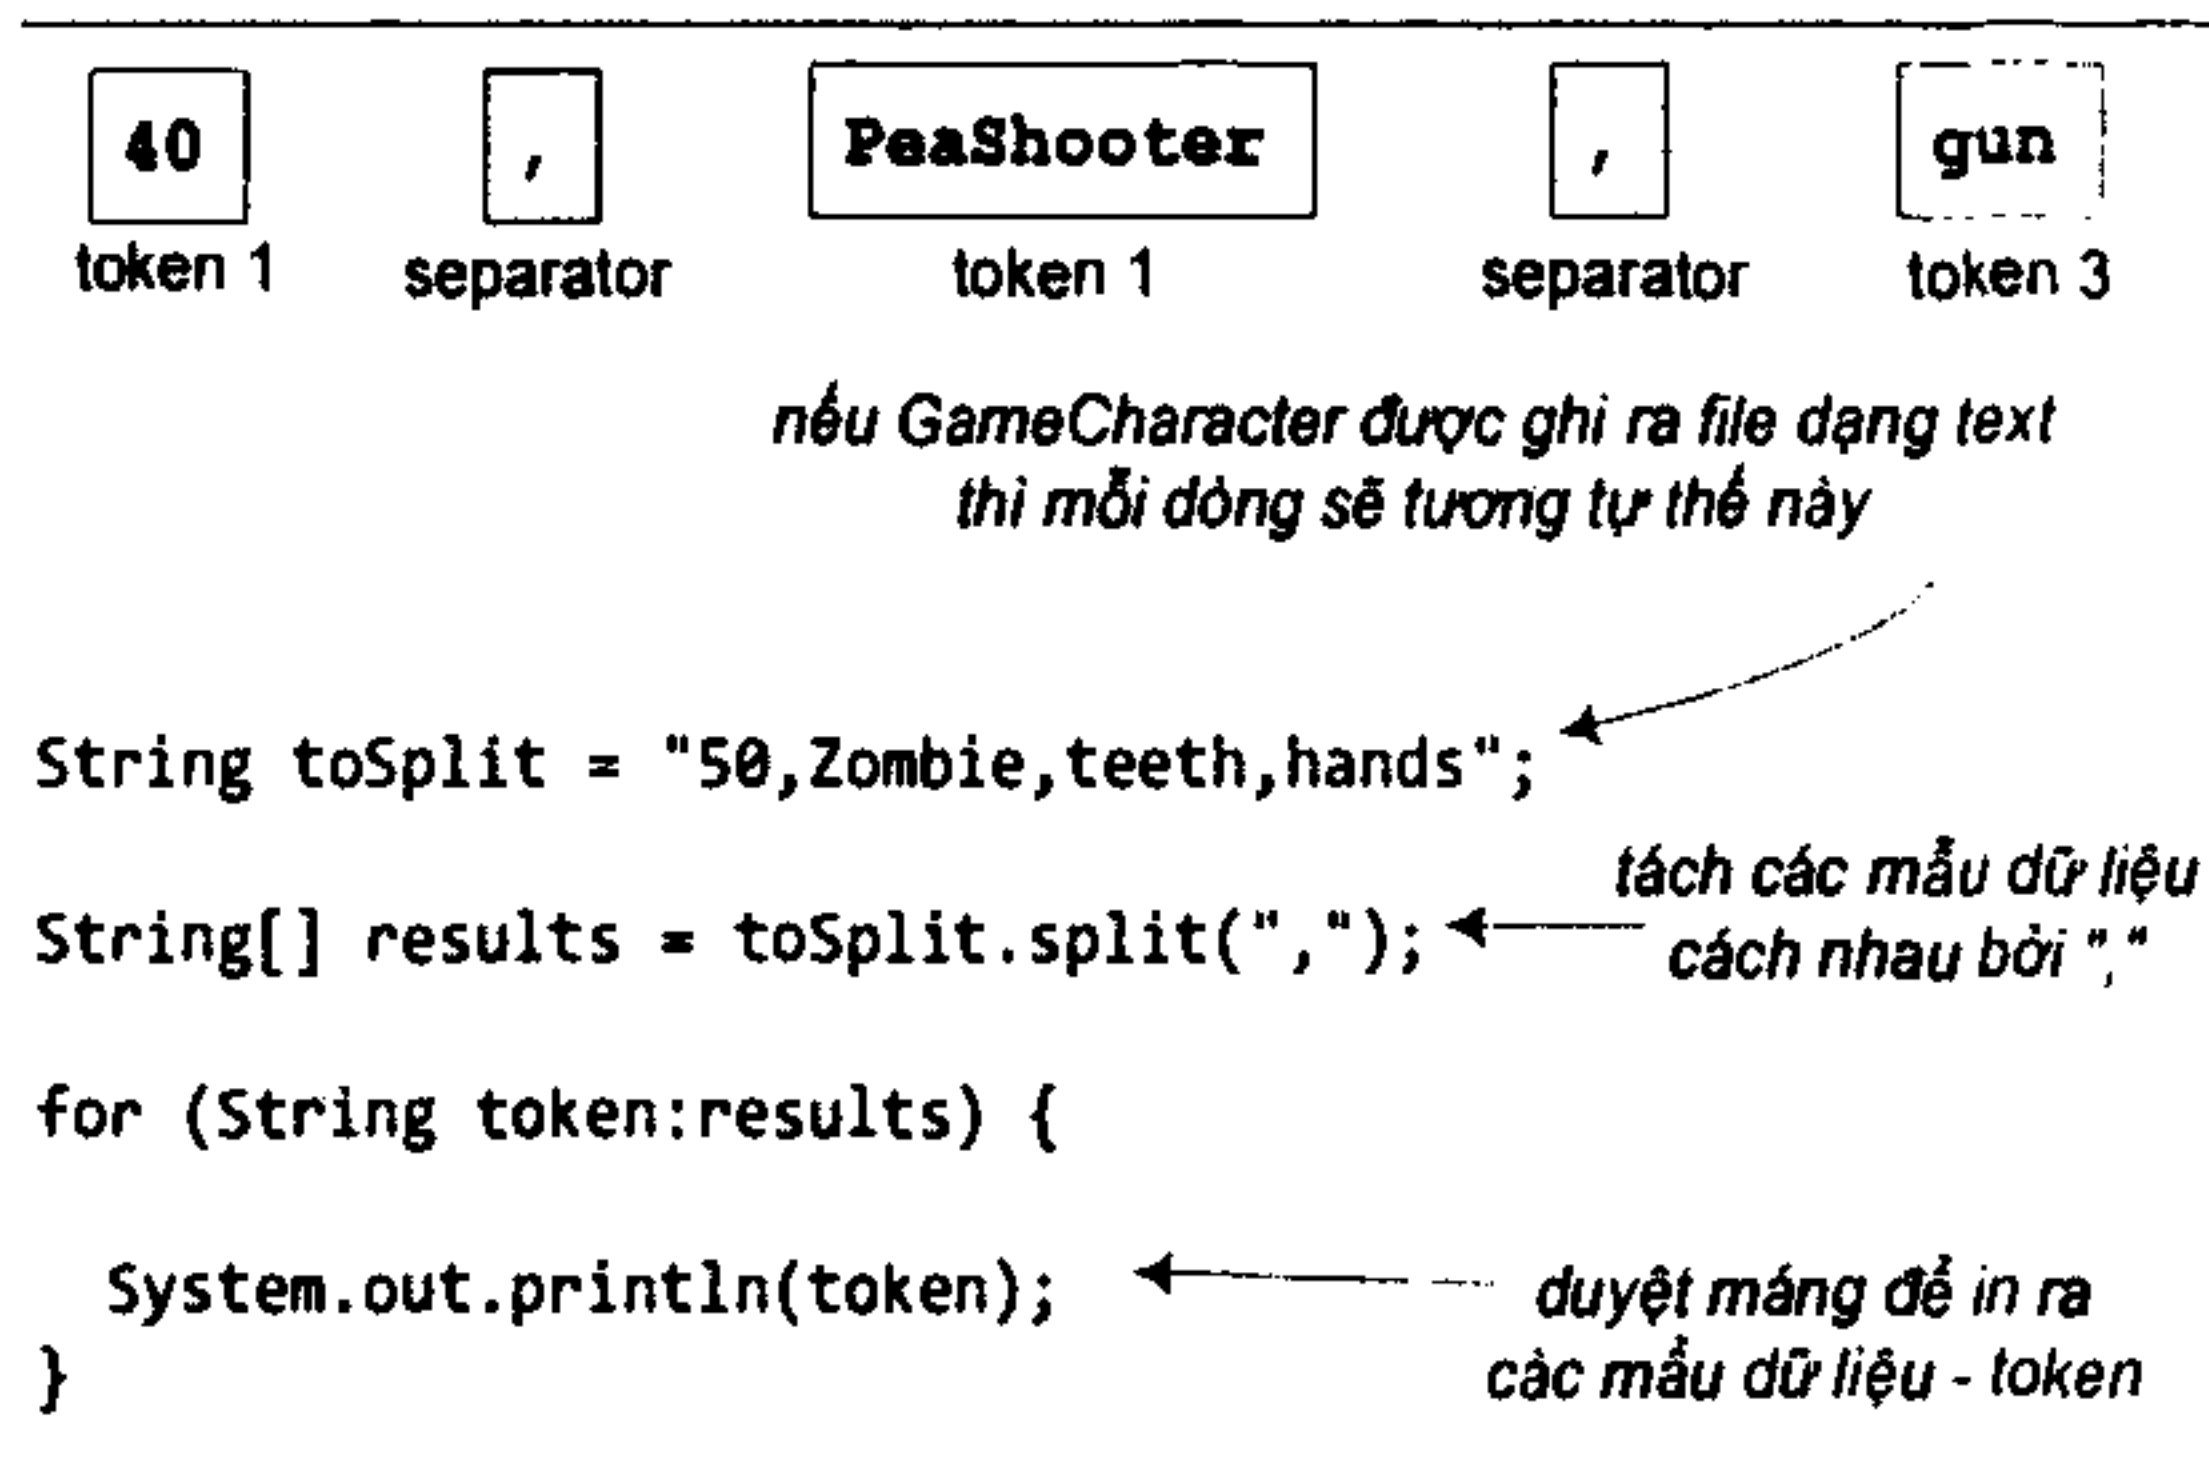 40 , PeaShooter , gun
token 1 separator token 1 separator token 3
nếu GameCharacter được ghi ra file dạng text
thì mỗi dòng sẽ tương tự thế này
String toSplit = "50,Zombie,teeth,hands";
tách các mẩu dữ liệu
String[] results = toSplit.split(",");
cách nhau bởi ","
for (String token:results) {
System.out.println(token);
duyệt mảng để in ra
}
các mẩu dữ liệu - token